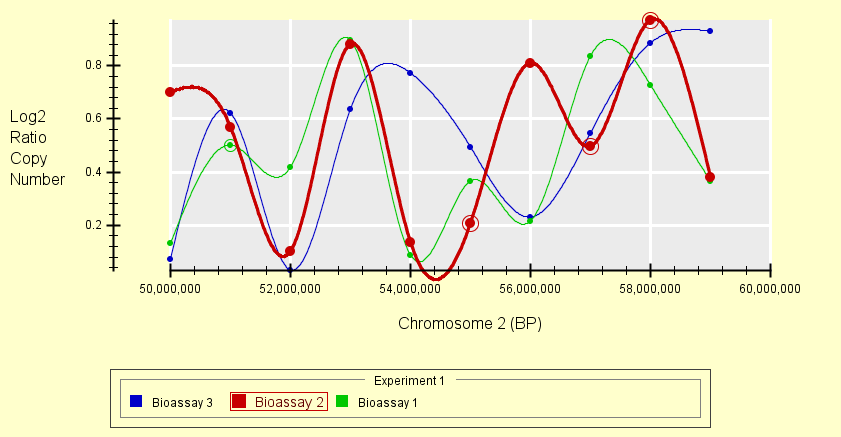 Log2
Ratio
Copy
Number
0.8
0.6
0.4
0.2
50,000,000 52,000,000 54,000,000 56,000,000 58,000,000 60,000,000
Chromosome 2 (BP)
Experiment 1
Bioassay 3 Bioassay 2 Bioassay 1